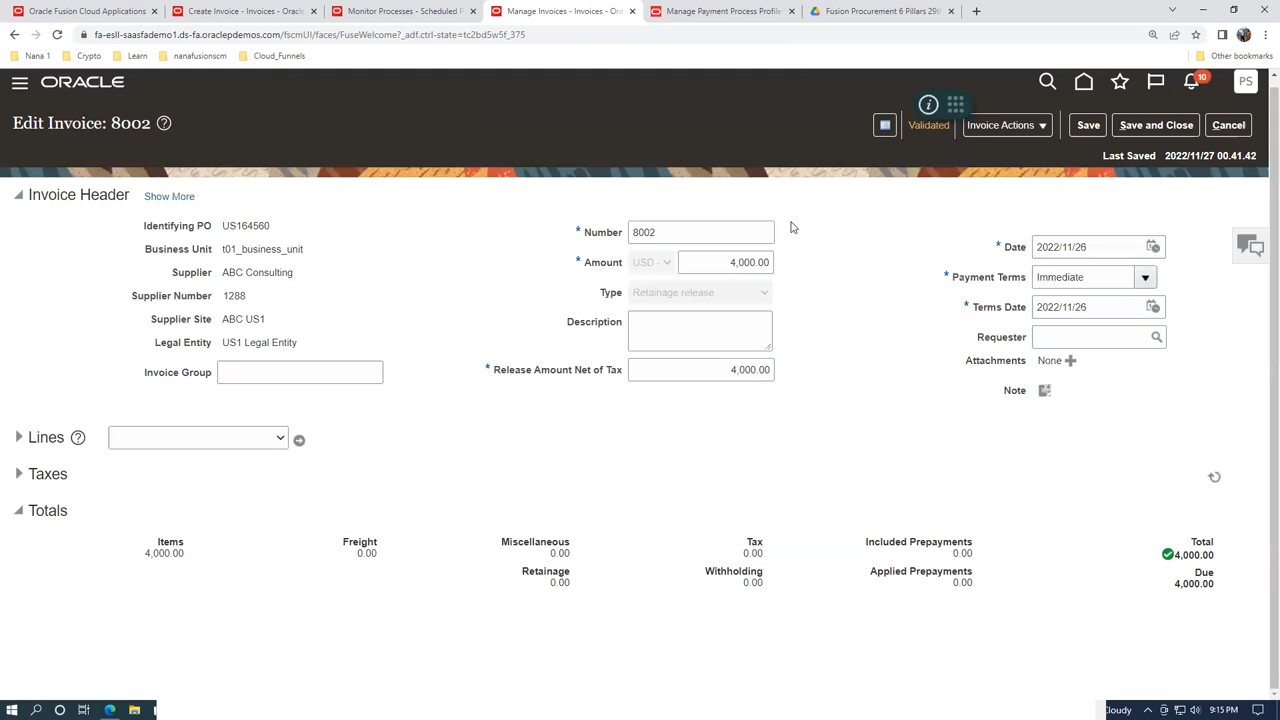 Oracle Fusion Cloud Applications
Create Invoice - Invoices - Oracle
Monitor Processes - Scheduled P
Manage Invoices - Invoices - Ora
Manage Payment Process Profile
Fusion Procurement 6 Pillars 29th
fa-esll-saasfademo1.ds-fa.oraclepdemos.com/fscmUI/faces/FuseWelcome?_adf.ctrl-state=tc2bd5w5f_375
Nana 1
Crypto
Learn
nanafusionscm
Cloud_Funnels
Other bookmarks
ORACLE
10
PS
Edit Invoice: 8002
Validated
Invoice Actions
Save
Save and Close
Cancel
Last Saved 2022/11/27 00.41.42
Invoice Header
Show More
Identifying PO US164560
Business Unit t01_business_unit
Supplier ABC Consulting
Supplier Number 1288
Supplier Site ABC US1
Legal Entity US1 Legal Entity
Invoice Group
* Number 8002
* Amount USD - 4,000.00
Type Retainage release
Description
* Release Amount Net of Tax 4,000.00
* Date 2022/11/26
* Payment Terms Immediate
* Terms Date 2022/11/26
Requester
Attachments None
Note
Lines
Taxes
Totals
Items Freight Miscellaneous Tax Included Prepayments Total
4,000.00 0.00 0.00 0.00 0.00 4,000.00
Retainage Withholding Applied Prepayments Due
0.00 0.00 0.00 4,000.00
Cloudy
9:15 PM